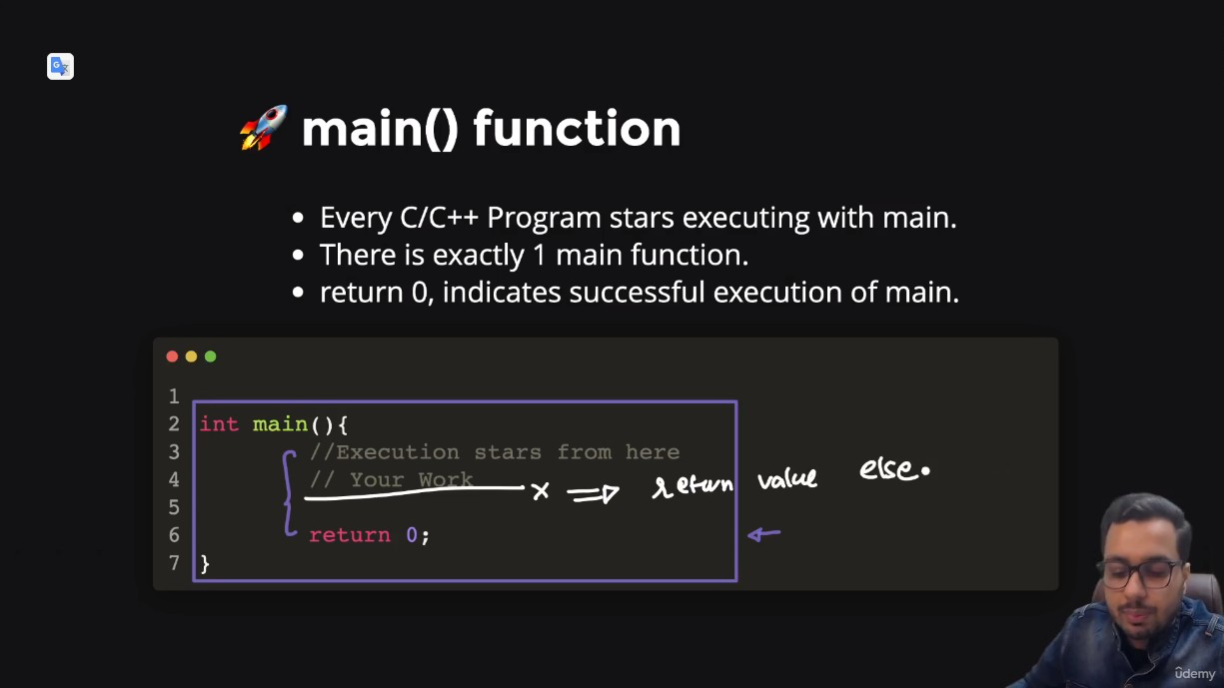 main() function
Every C/C++ Program stars executing with main.
There is exactly 1 main function.
return 0, indicates successful execution of main.
1
2 int main(){
3 //Execution stars from here
4 // Your Work x ⇒ return value else.
5
6 return 0; ←
7 }
udemy